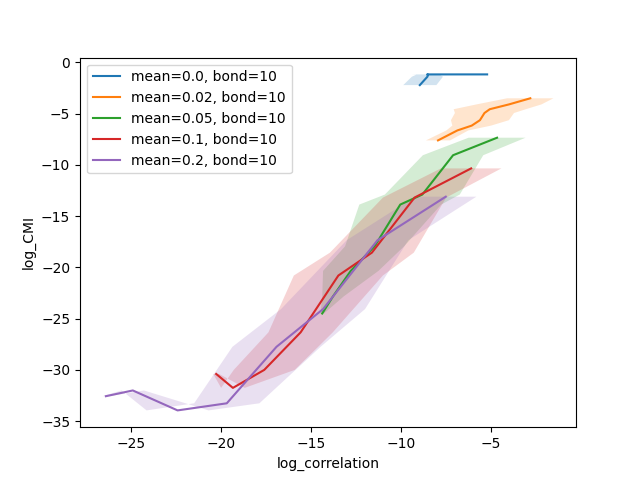 0
−5
−10
−15
−20
−25
−30
−35
log_CMI
mean=0.0, bond=10
mean=0.02, bond=10
mean=0.05, bond=10
mean=0.1, bond=10
mean=0.2, bond=10
−25 −20 −15 −10 −5
log_correlation